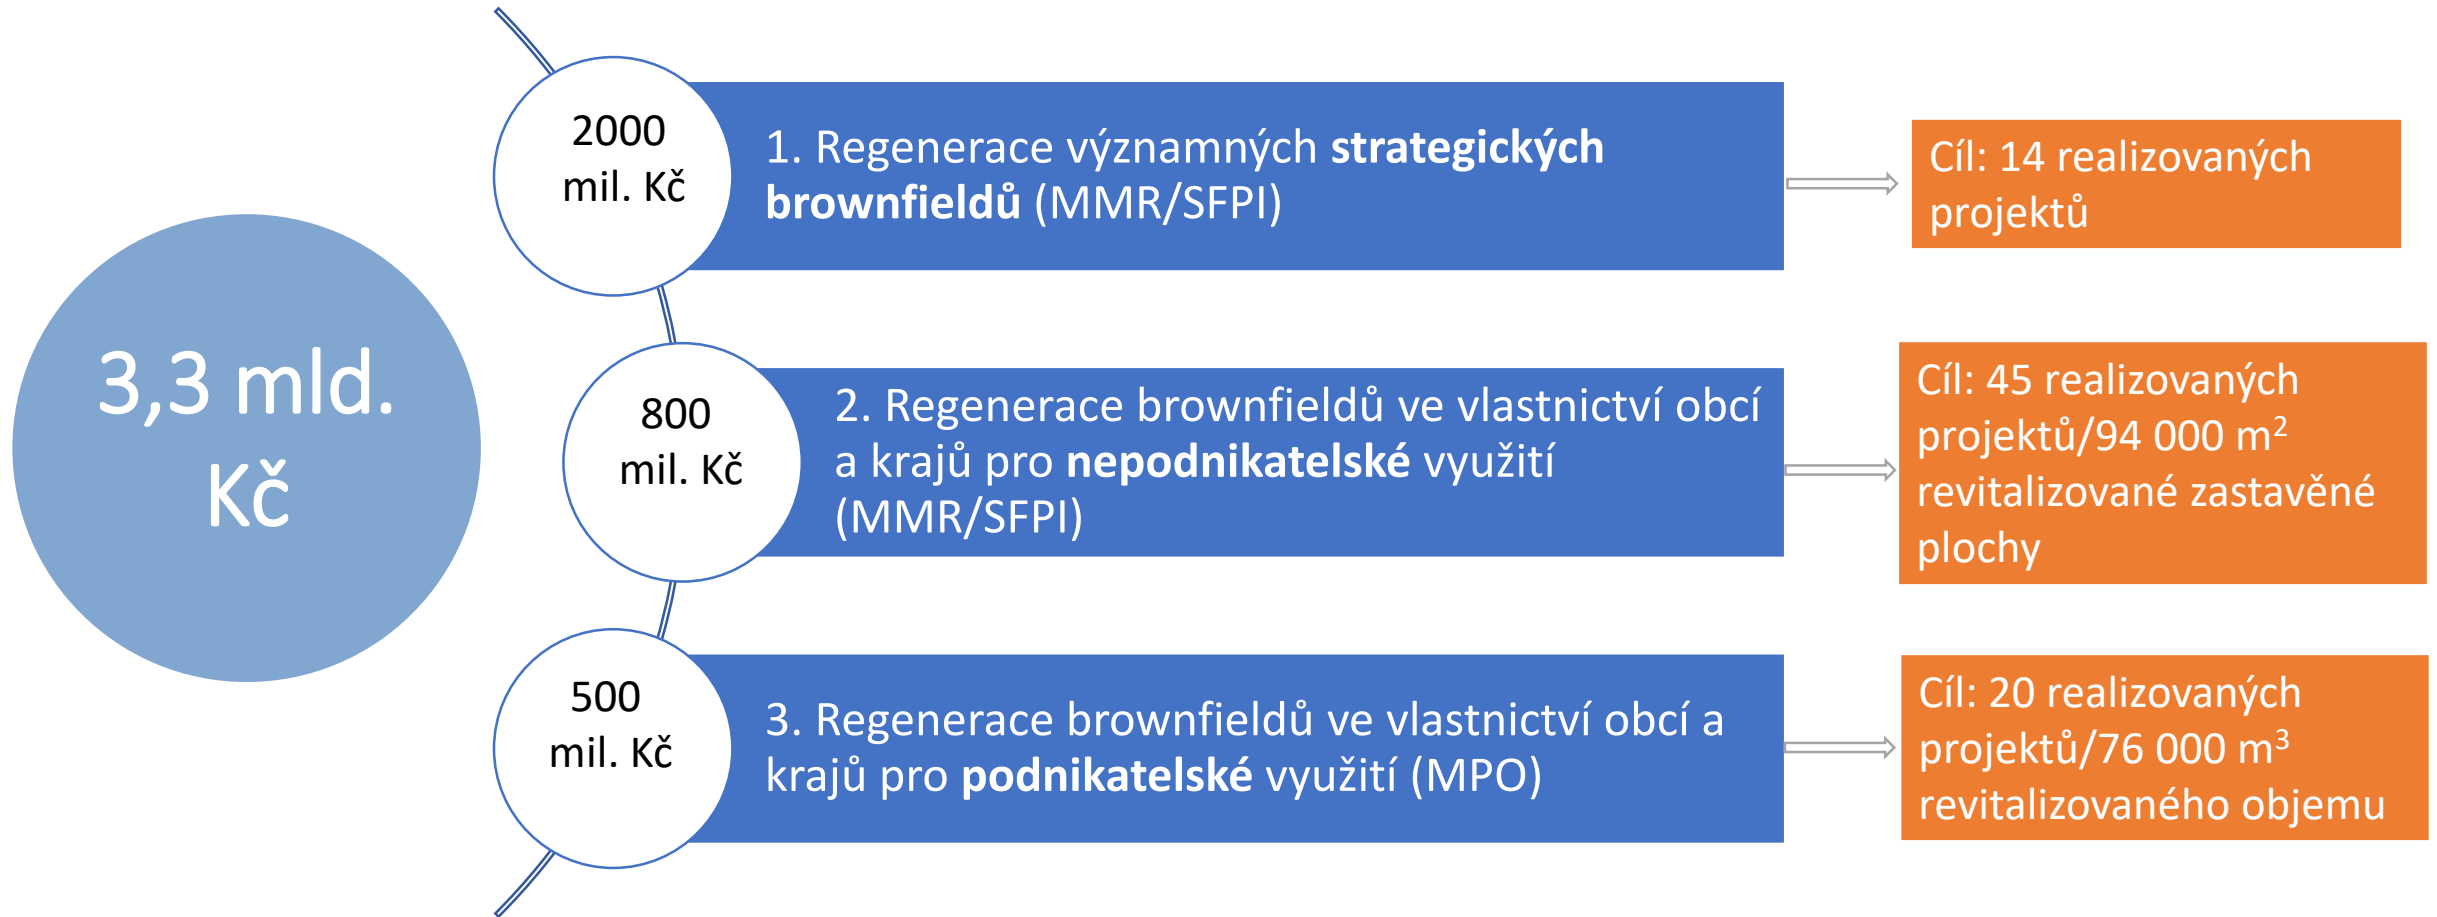 3,3 mld.
Kč
2000
mil. Kč
1. Regenerace významných strategických
brownfieldů (MMR/SFPI)
Cíl: 14 realizovaných
projektů
800
mil. Kč
2. Regenerace brownfieldů ve vlastnictví obcí
a krajů pro nepodnikatelské využití
(MMR/SFPI)
Cíl: 45 realizovaných
projektů/94 000 m²
revitalizované zastavěné
plochy
500
mil. Kč
3. Regenerace brownfieldů ve vlastnictví obcí a
krajů pro podnikatelské využití (MPO)
Cíl: 20 realizovaných
projektů/76 000 m³
revitalizovaného objemu